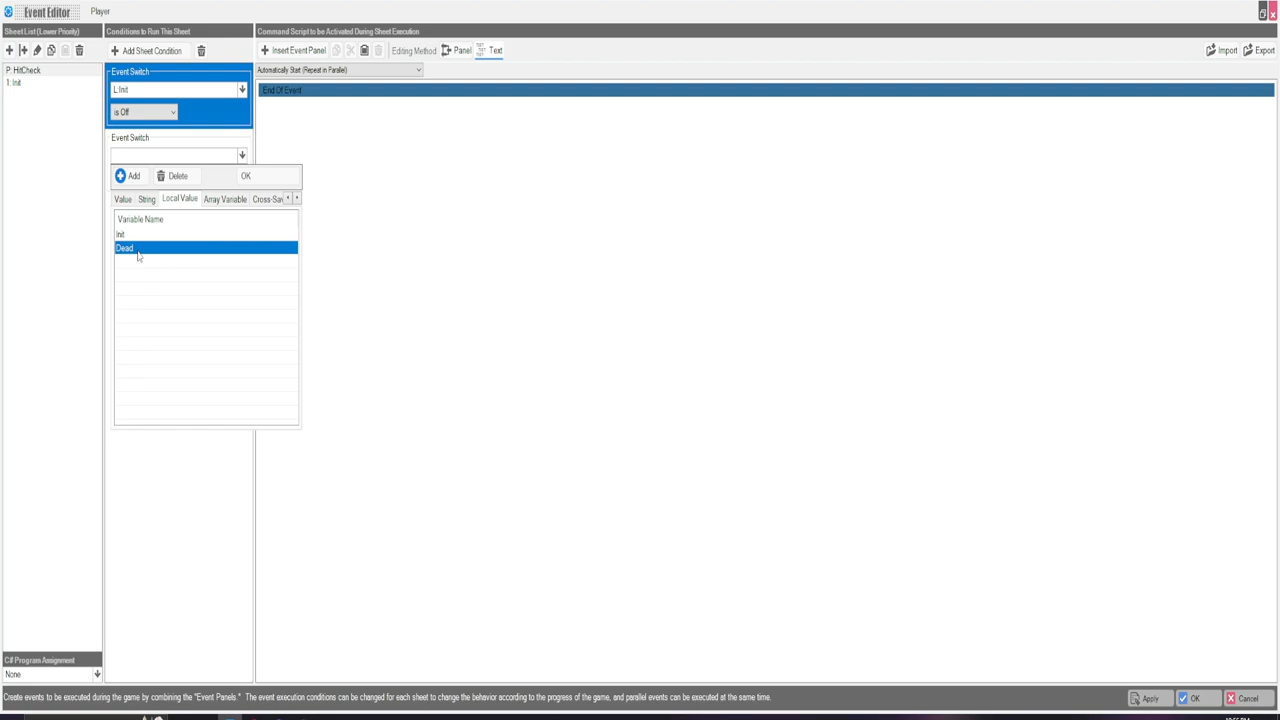 Event Editor Player
Sheet List (Lower Priority) Conditions to Run This Sheet Command Script to be Activated During Sheet Execution
Add Sheet Condition Insert Event Panel Editing Method Panel Text Import Export
P: HitCheck
1: Init
Event Switch
L:Init
is Off
Event Switch
Automatically Start (Repeat in Parallel)
End Of Event
Add Delete OK
Value String Local Value Array Variable Cross-Sav
Variable Name
Init
Dead
C# Program Assignment
None
Create events to be executed during the game by combining the "Event Panels." The event execution conditions can be changed for each sheet to change the behavior according to the progress of the game, and parallel events can be executed at the same time.
Apply OK Cancel